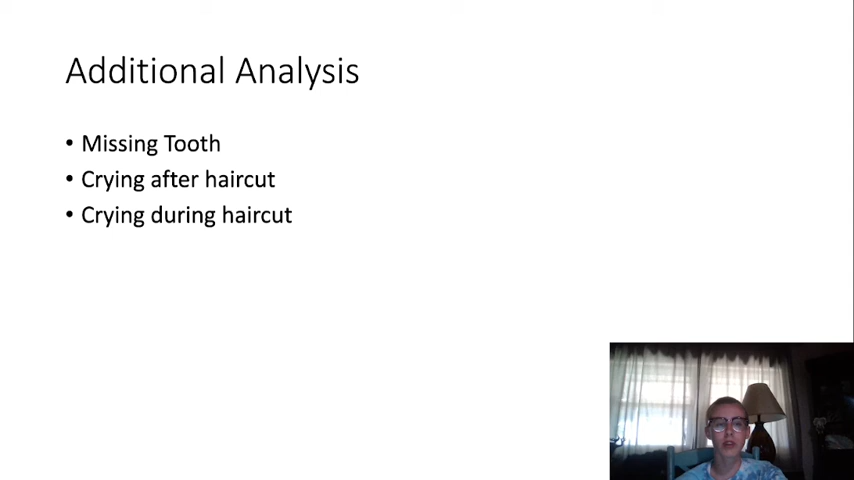 Additional Analysis
• Missing Tooth
• Crying after haircut
• Crying during haircut